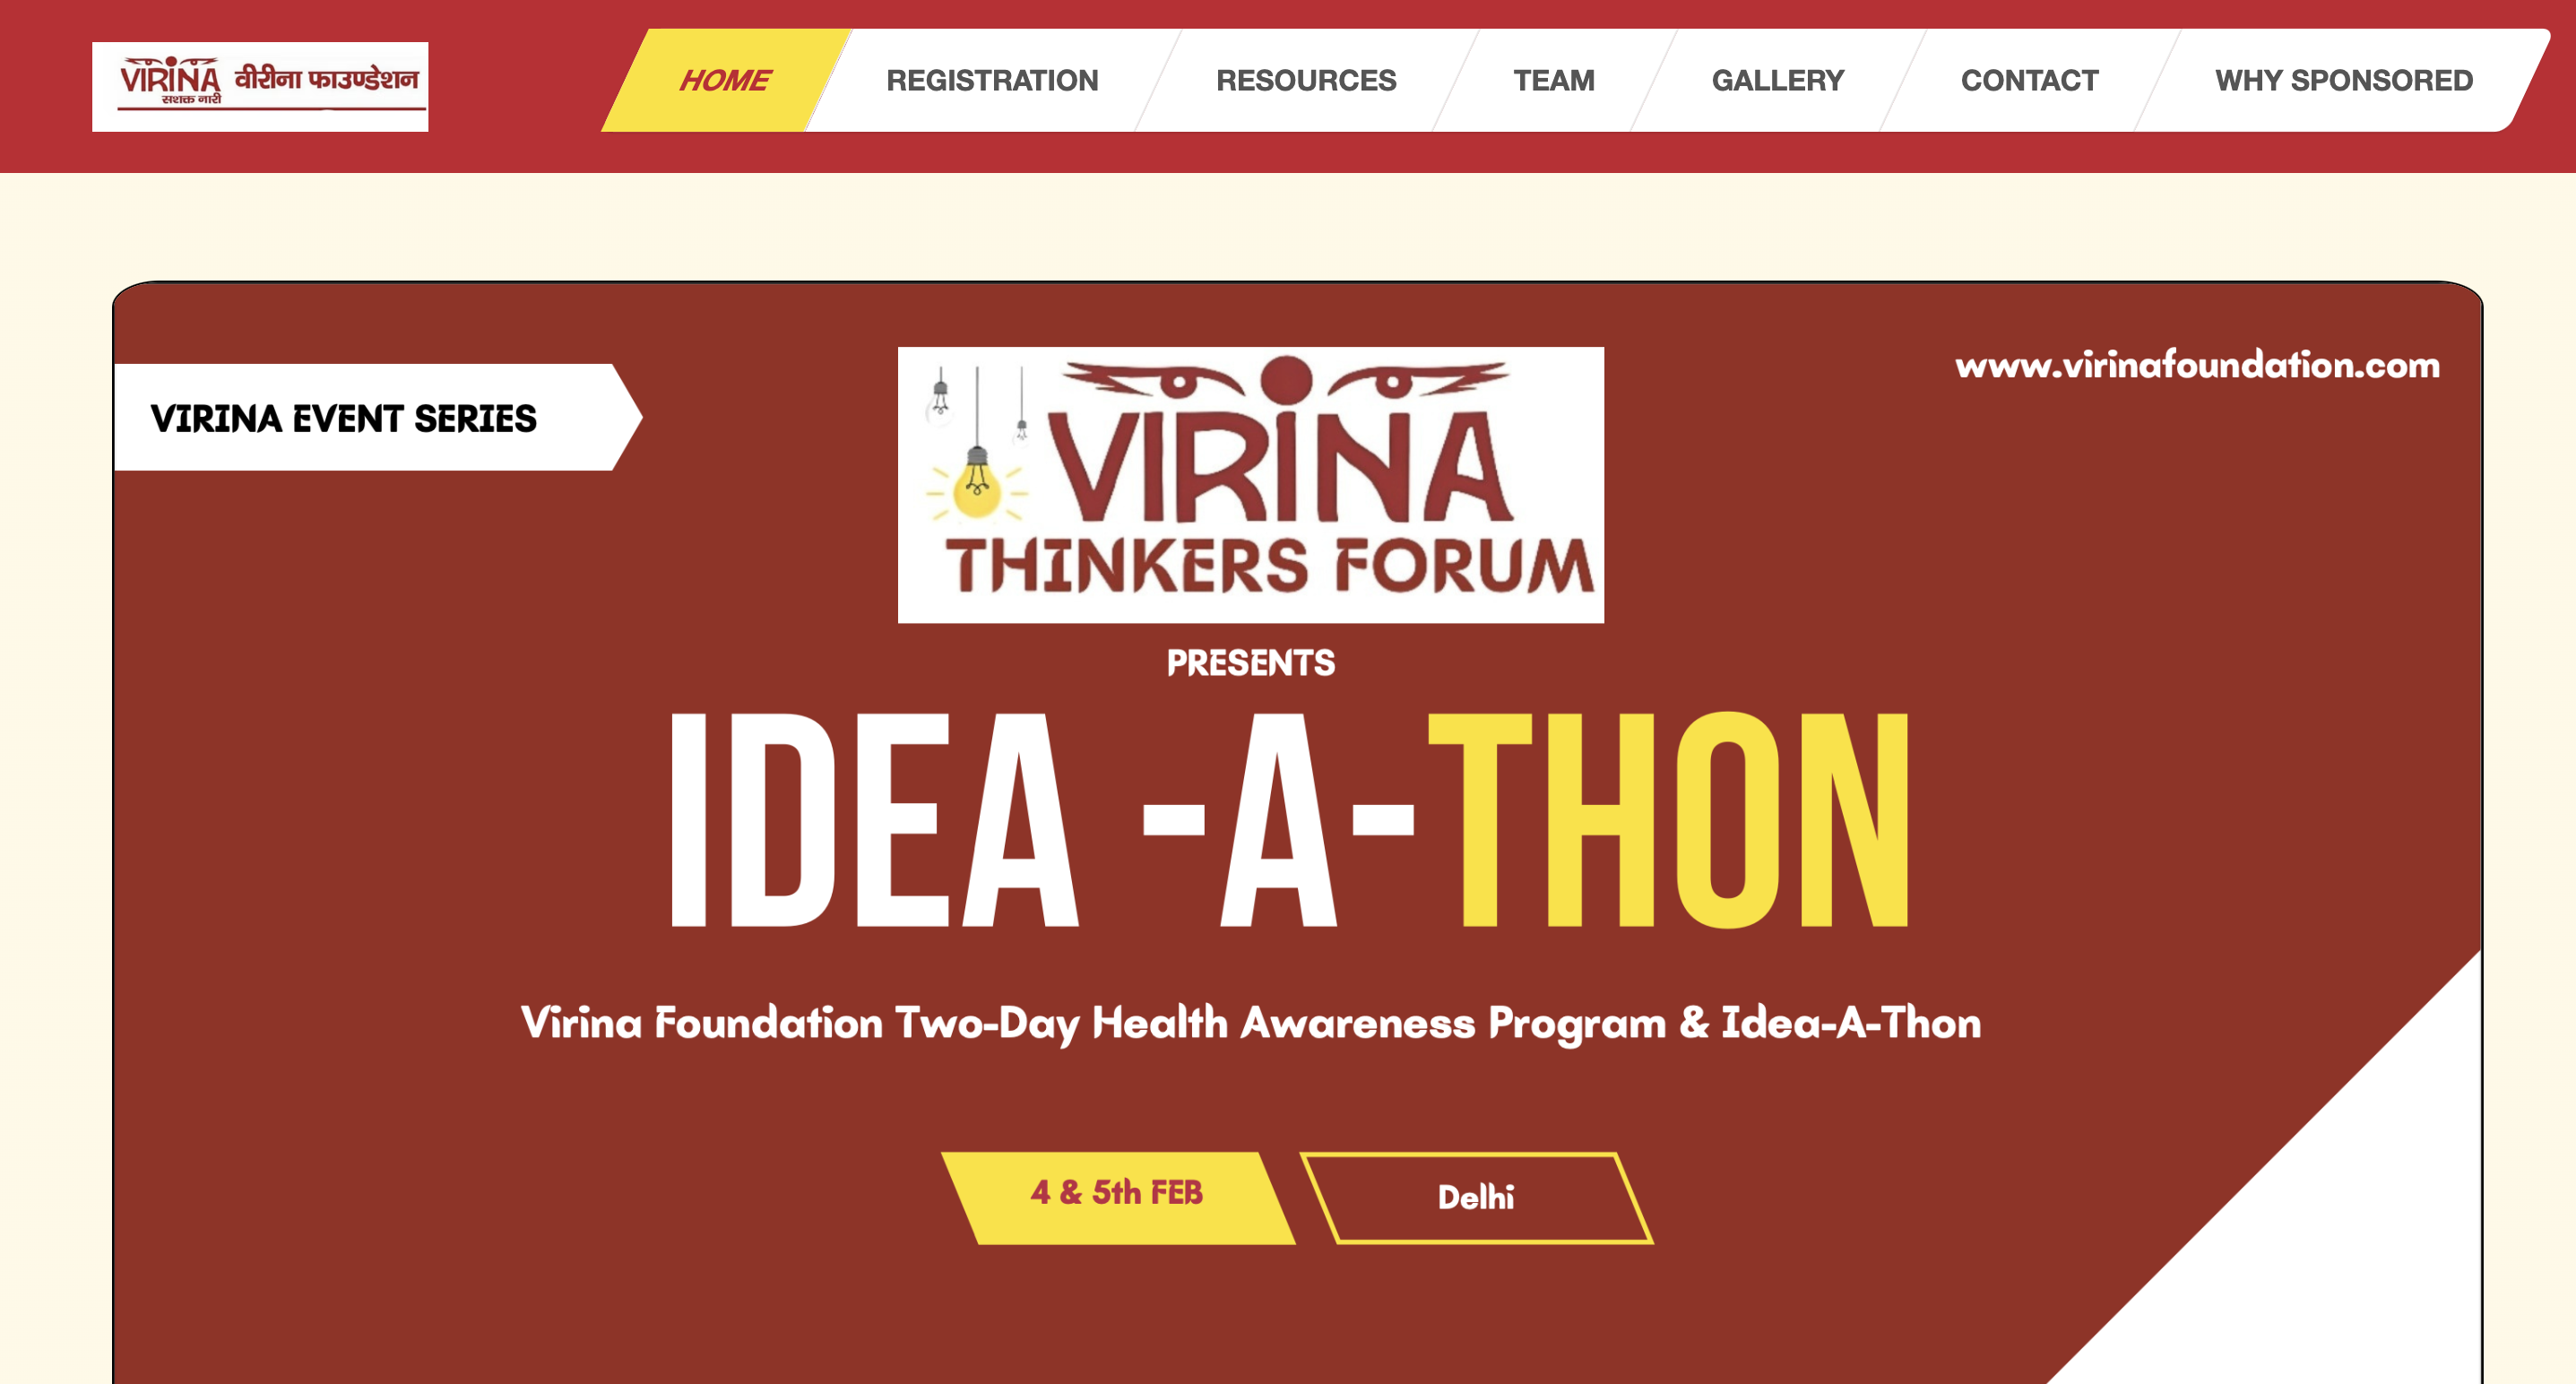 VIRINA वीरीना फाउण्डेशन
सशक्त नारी
HOME REGISTRATION RESOURCES TEAM GALLERY CONTACT WHY SPONSORED
www.virinafoundation.com
VIRINA EVENT SERIES
VIRINA
THINKERS FORUM
PRESENTS
IDEA -A-THON
Virina Foundation Two-Day Health Awareness Program & Idea-A-Thon
4 & 5th FEB Delhi